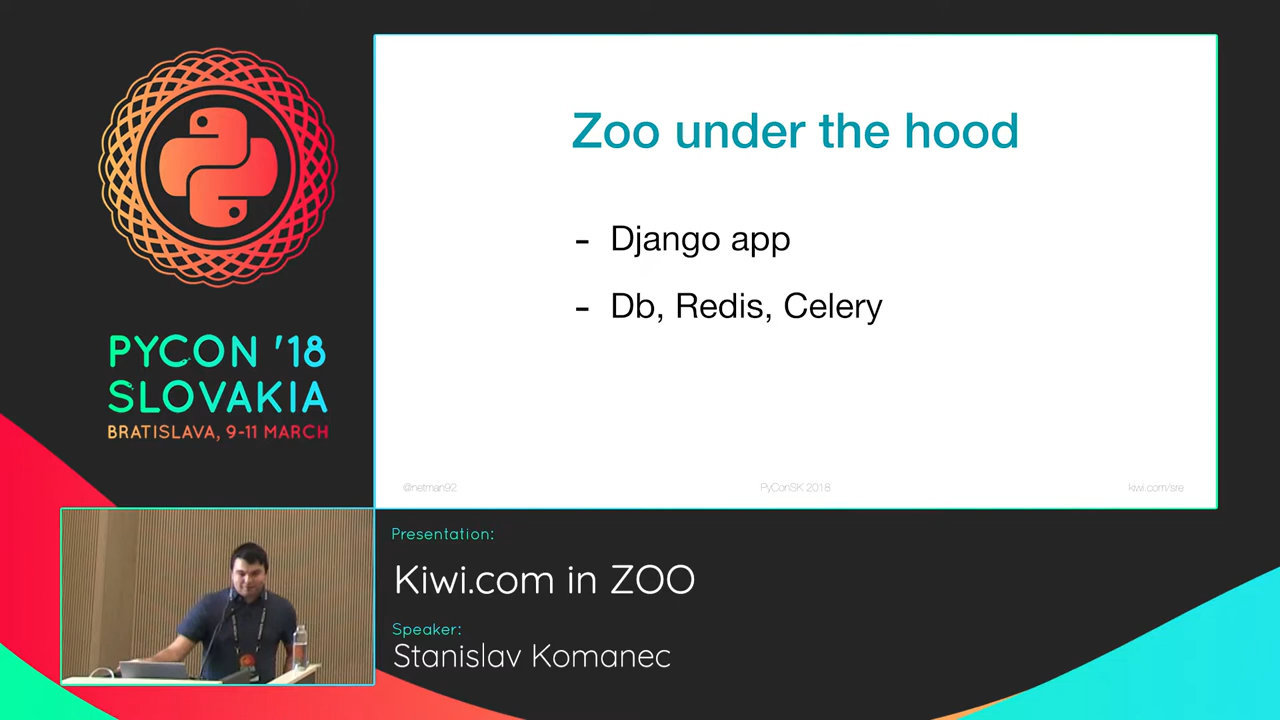 Zoo under the hood
- Django app
- Db, Redis, Celery
@netman92
PyConSK 2018
kiwi.com/sre
PYCON '18
SLOVAKIA
BRATISLAVA, 9-11 MARCH
Presentation:
Kiwi.com in ZOO
Speaker:
Stanislav Komanec